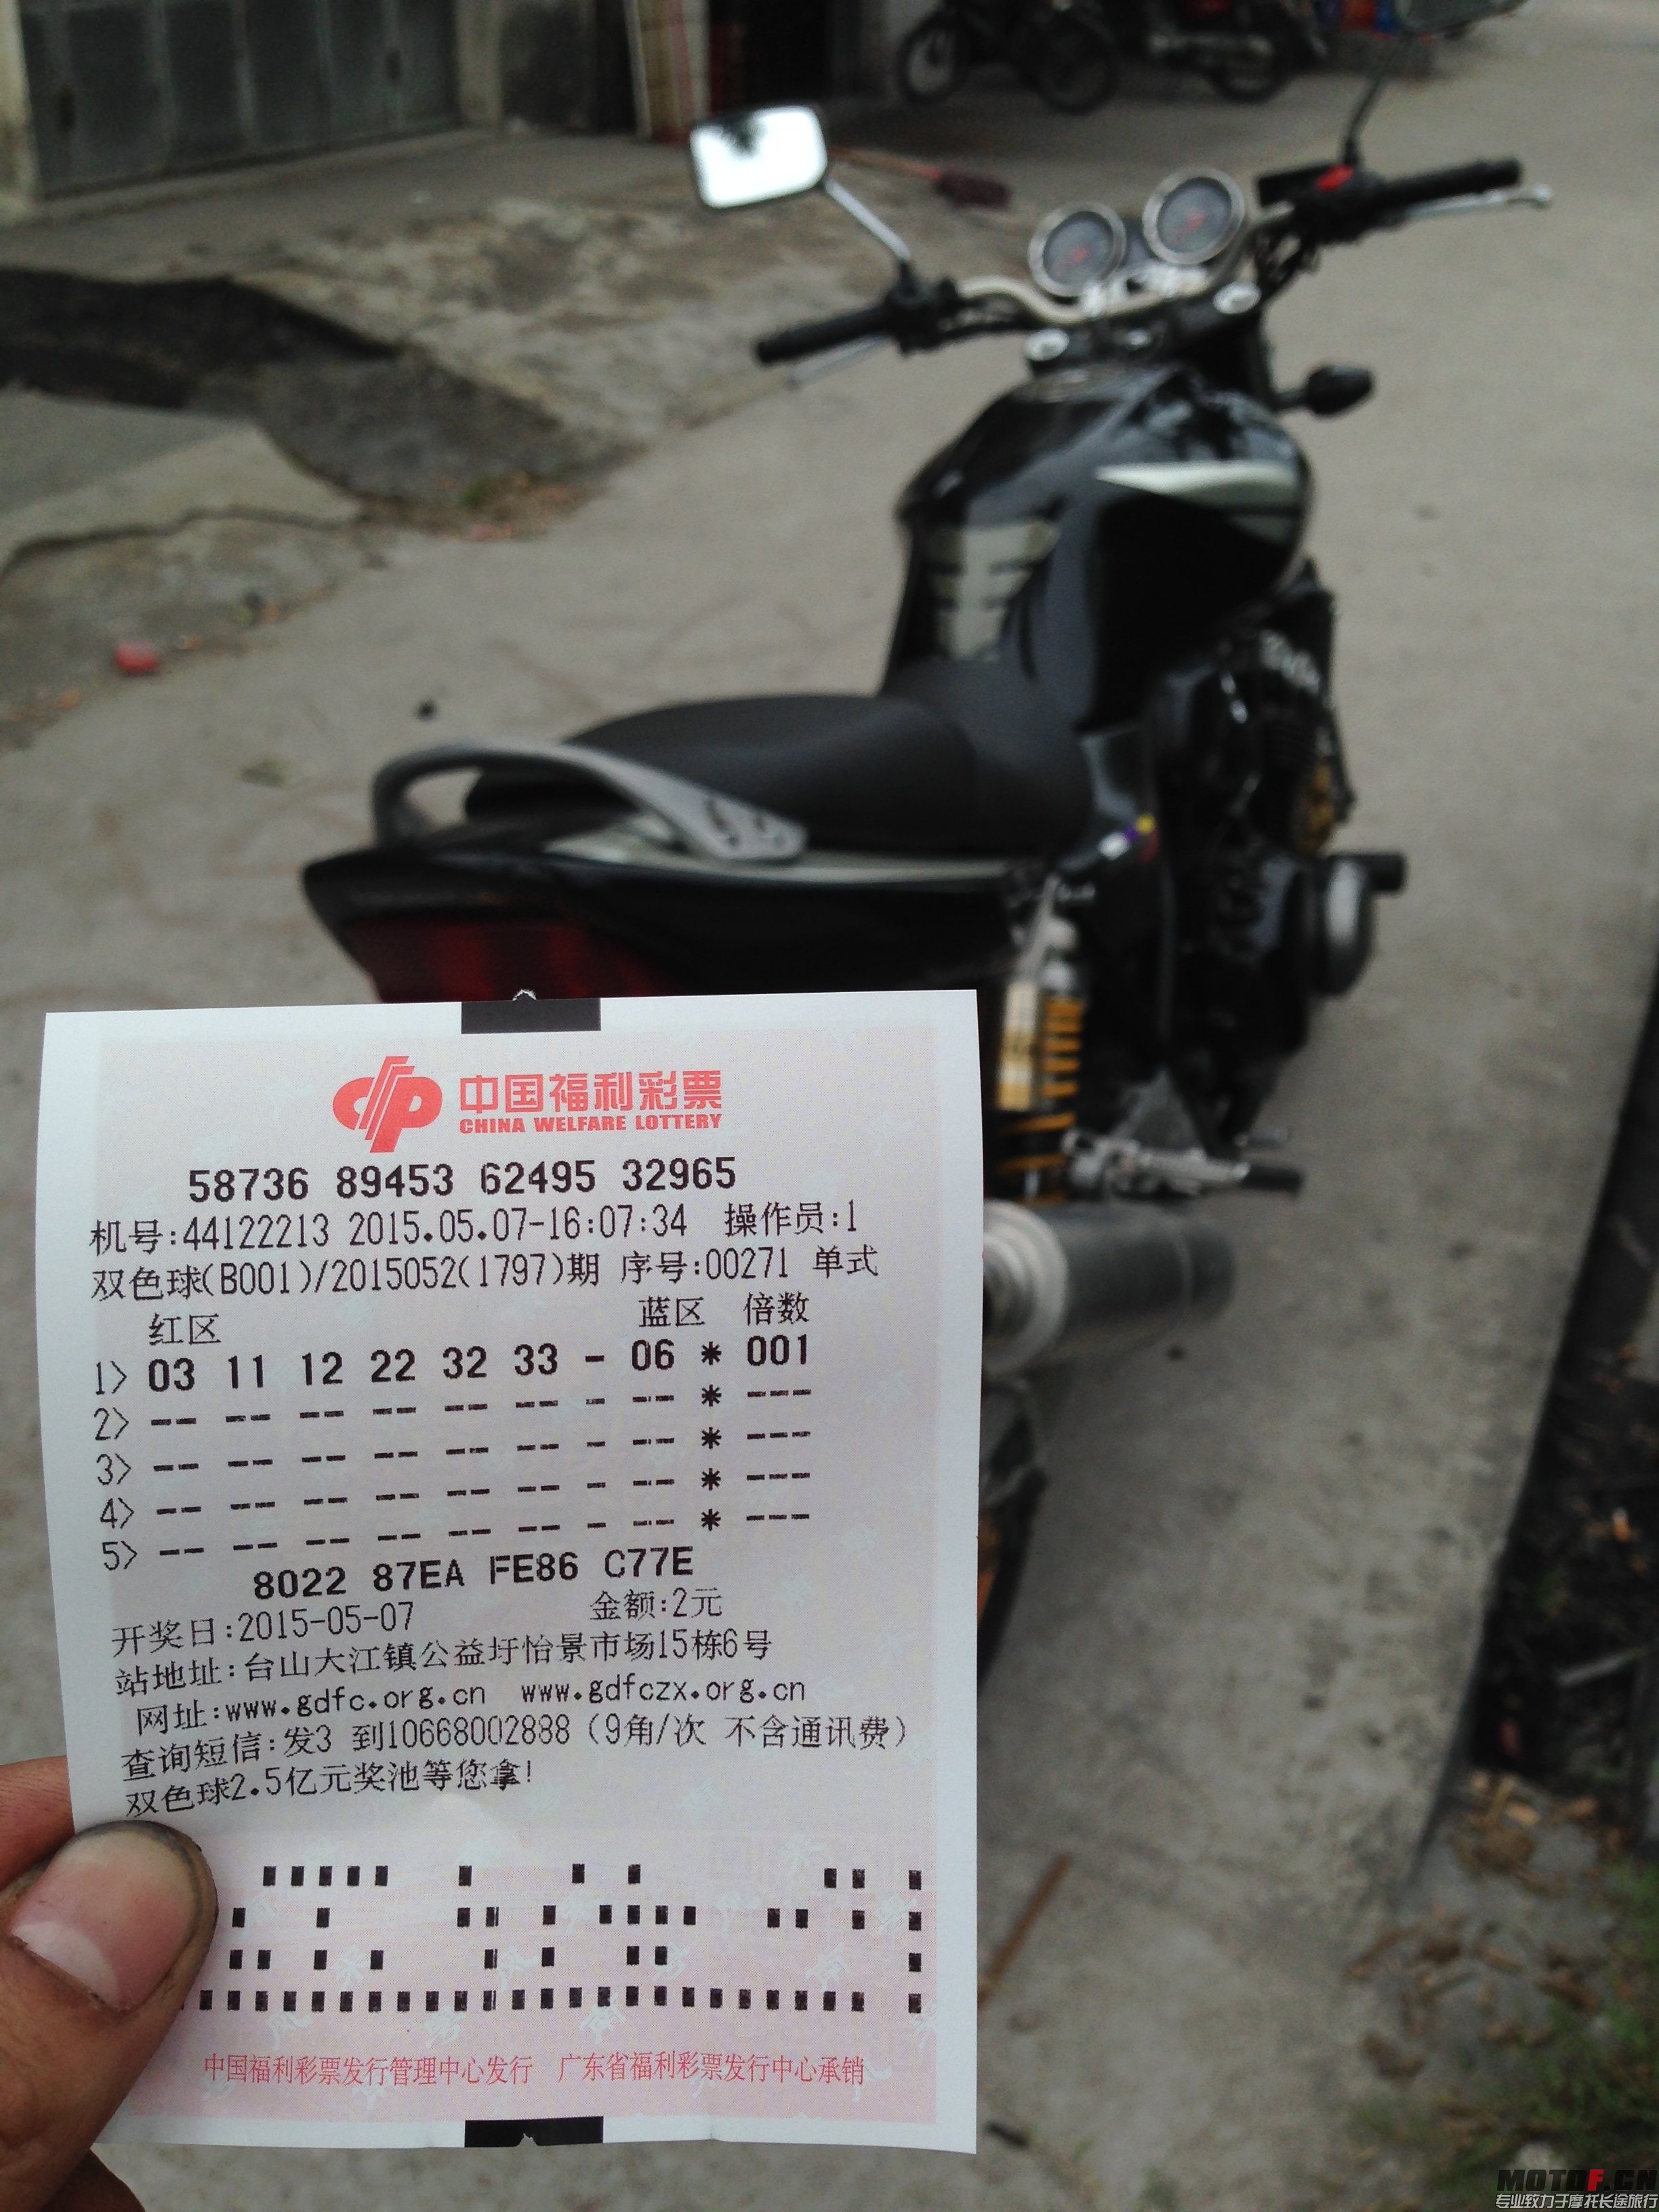 中国福利彩票
CHINA WELFARE LOTTERY
58736 89453 62495 32965
机号:44122213 2015.05.07-16:07:34 操作员:1
双色球(B001)/2015052(1797)期 序号:00271 单式
红区 蓝区 倍数
1> 03 11 12 22 32 33 - 06 * 001
2> -- -- -- -- -- -- - -- * ---
3> -- -- -- -- -- -- - -- * ---
4> -- -- -- -- -- -- - -- * ---
5> -- -- -- -- -- -- - -- * ---
8022 87EA FE86 C77E
开奖日:2015-05-07 金额:2元
站地址:台山大江镇公益圩怡景市场15栋6号
网址:www.gdfc.org.cn www.gdfczx.org.cn
查询短信:发3 到10668002888（9角/次 不含通讯费）
双色球2.5亿元奖池等您拿!
中国福利彩票发行管理中心发行 广东省福利彩票发行中心承销
MOTOF.CN
专业致力于摩托长途旅行